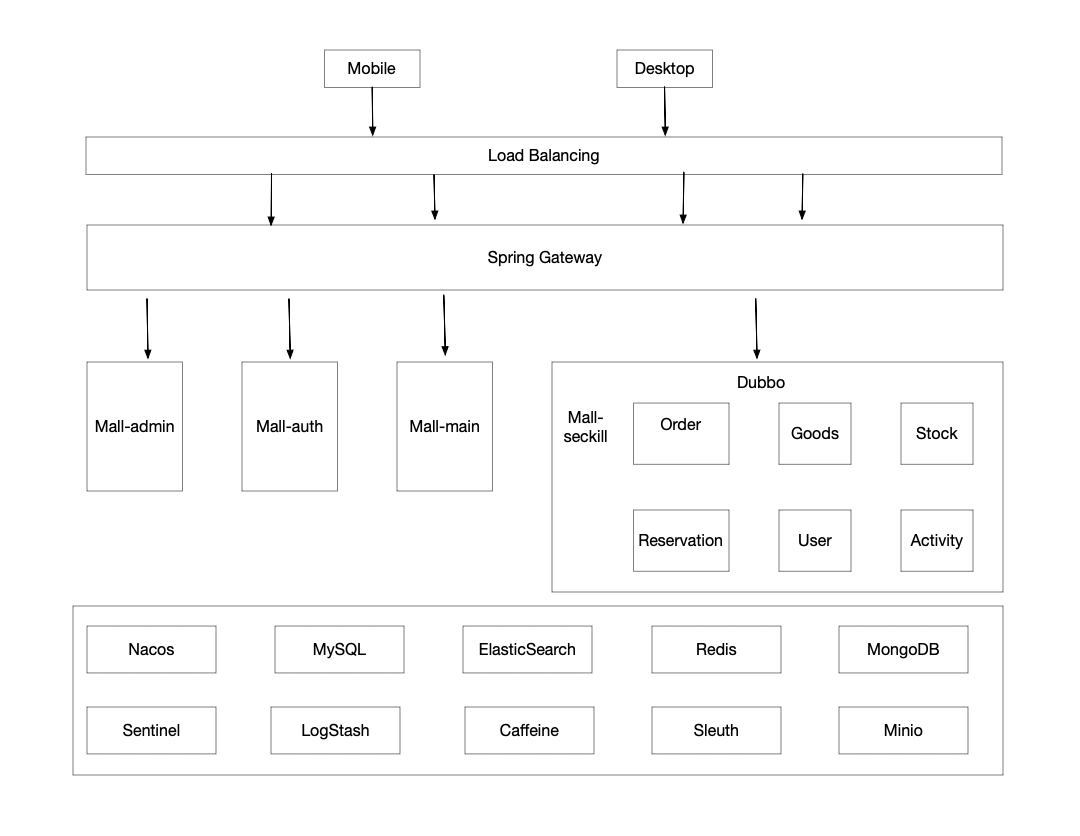 Mobile
Desktop
Load Balancing
Spring Gateway
Mall-admin
Mall-auth
Mall-main
Dubbo
Mall-
seckill
Order
Goods
Stock
Reservation
User
Activity
Nacos
MySQL
ElasticSearch
Redis
MongoDB
Sentinel
LogStash
Caffeine
Sleuth
Minio